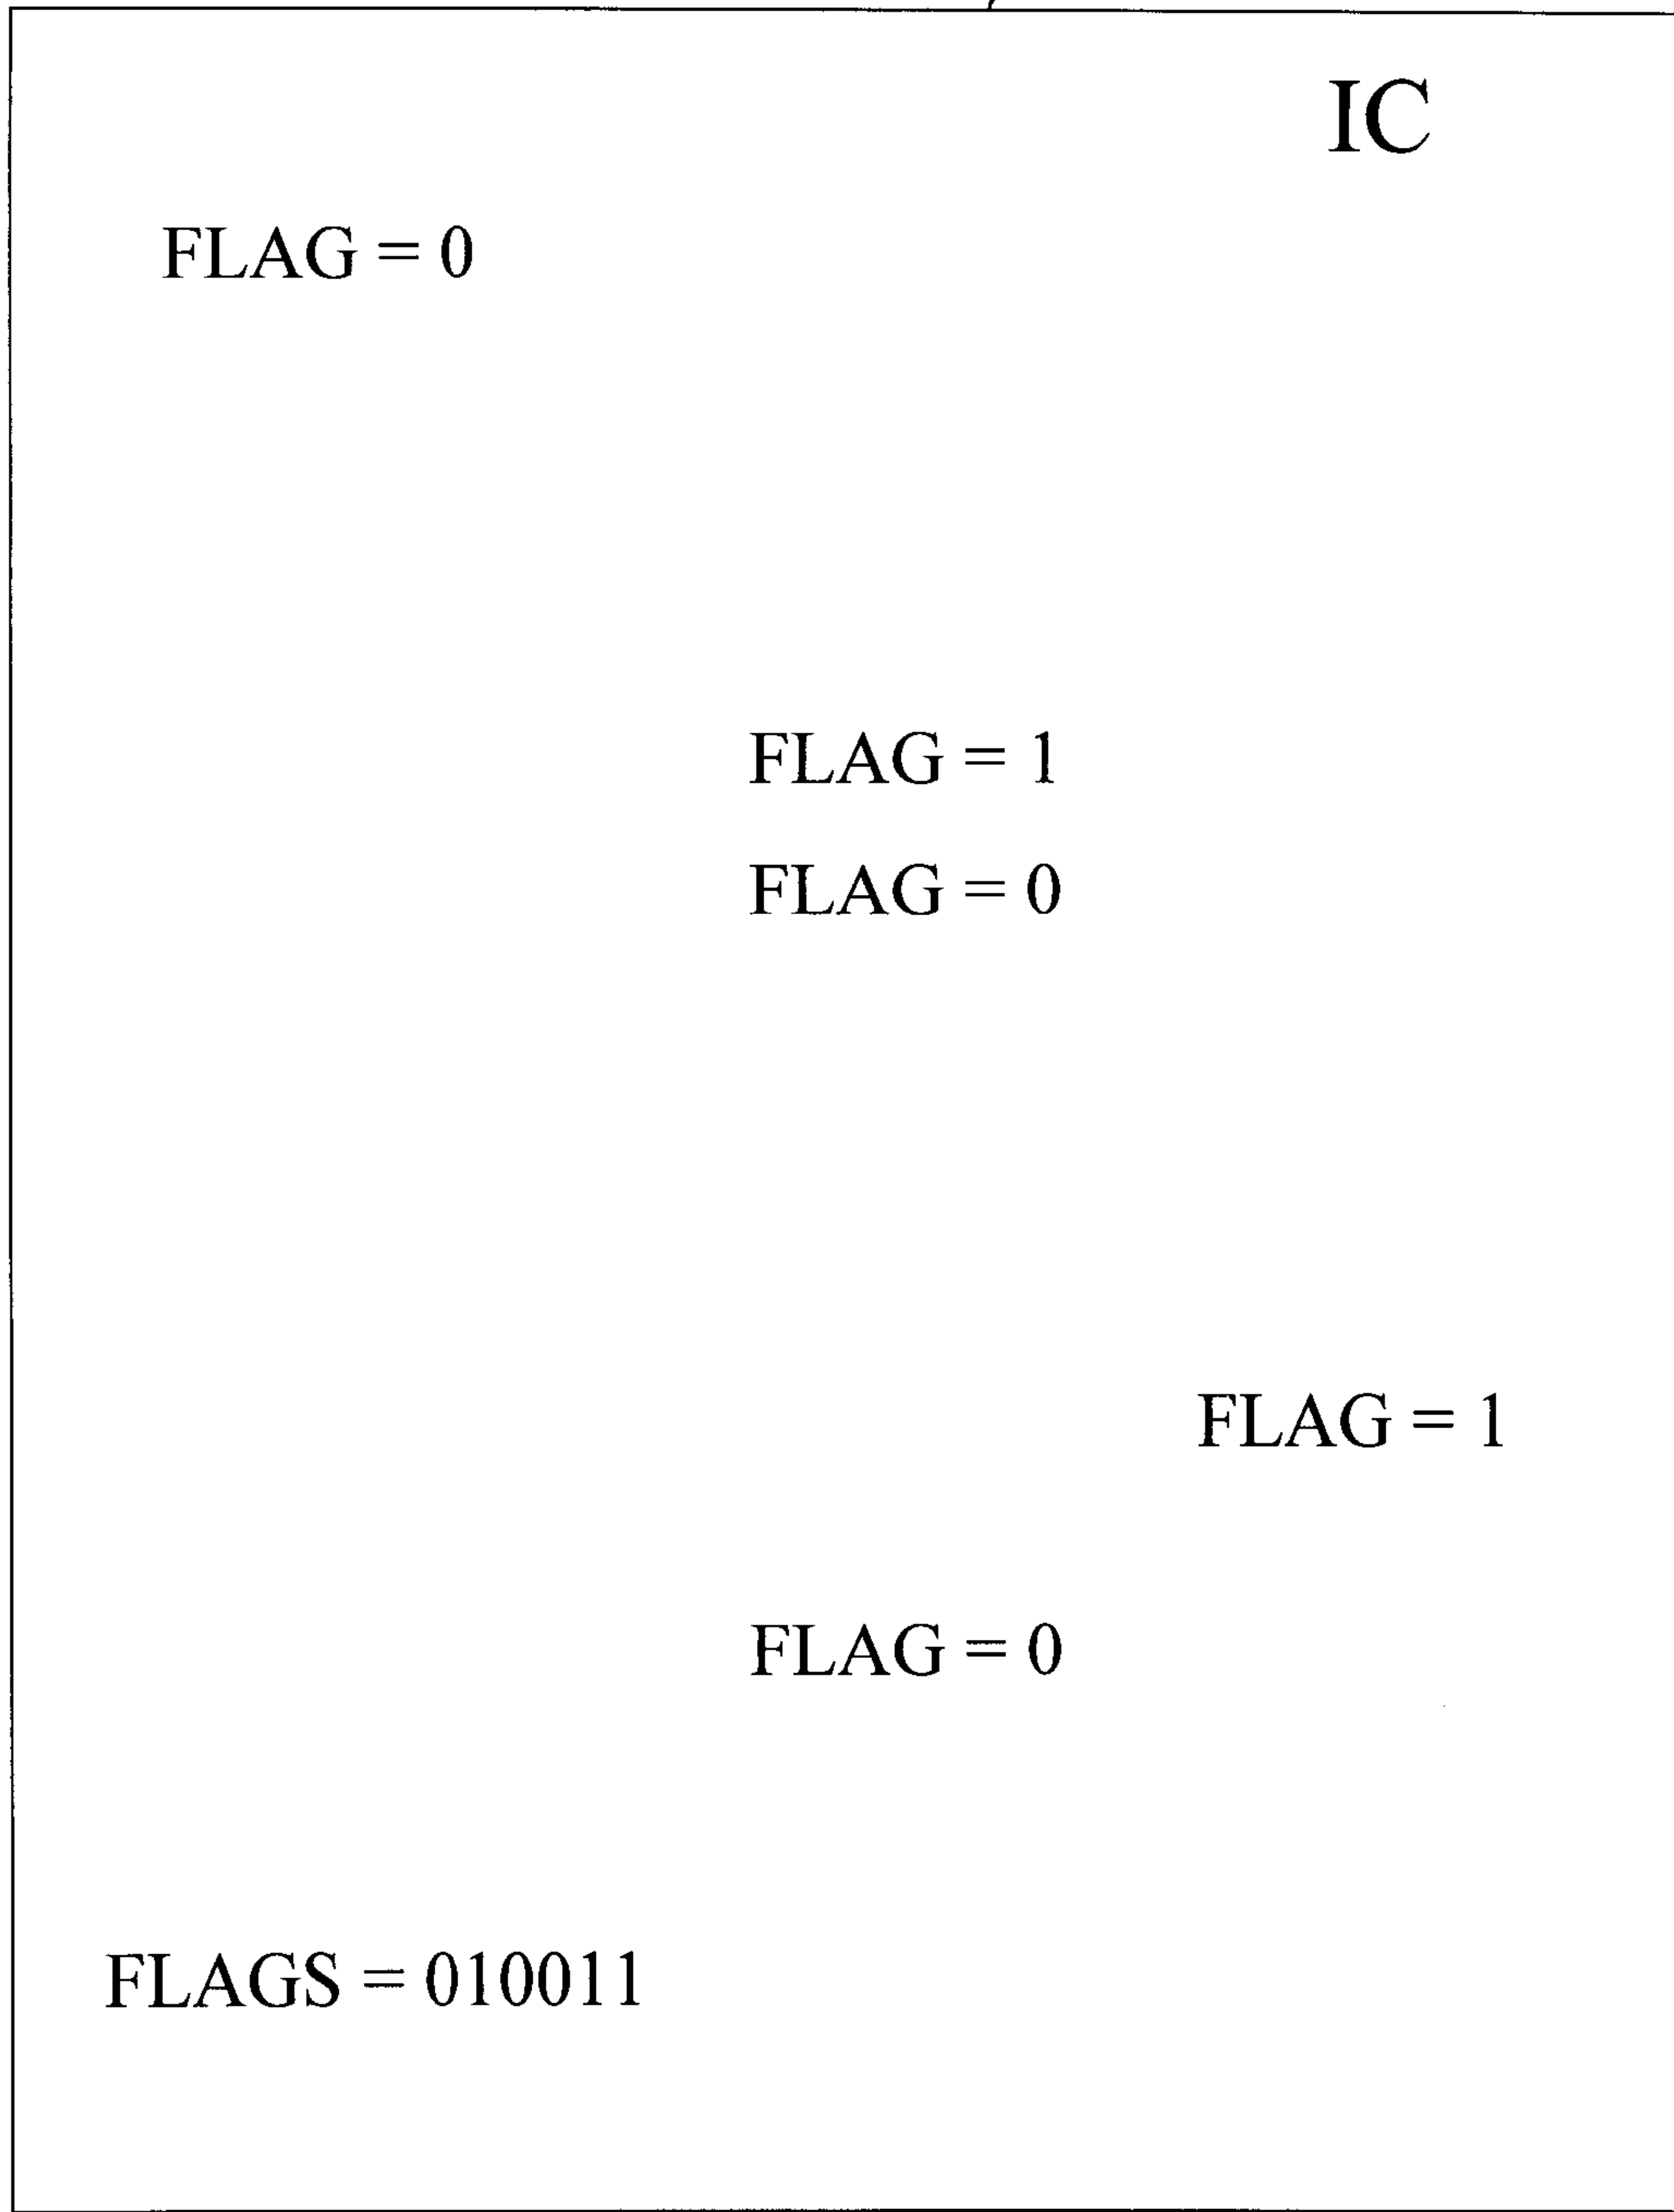 IC
FLAG = 0
FLAG = 1
FLAG = 0
FLAG = 1
FLAG = 0
FLAGS = 010011